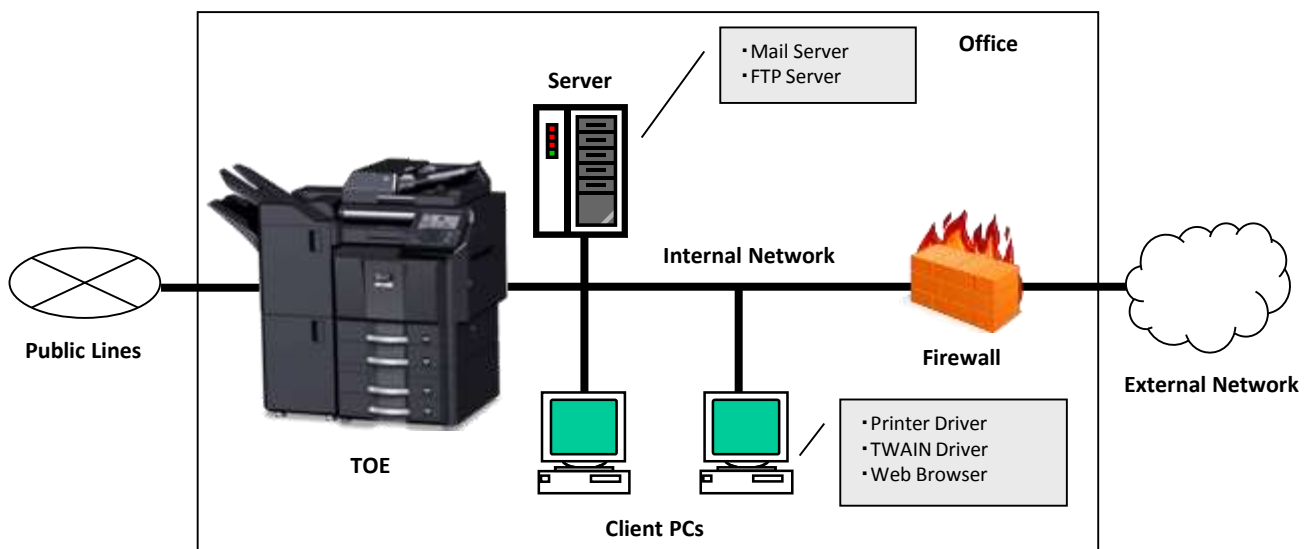 Office
・Mail Server
・FTP Server
Server
Internal Network
Public Lines
Firewall
External Network
TOE
・Printer Driver
・TWAIN Driver
・Web Browser
Client PCs